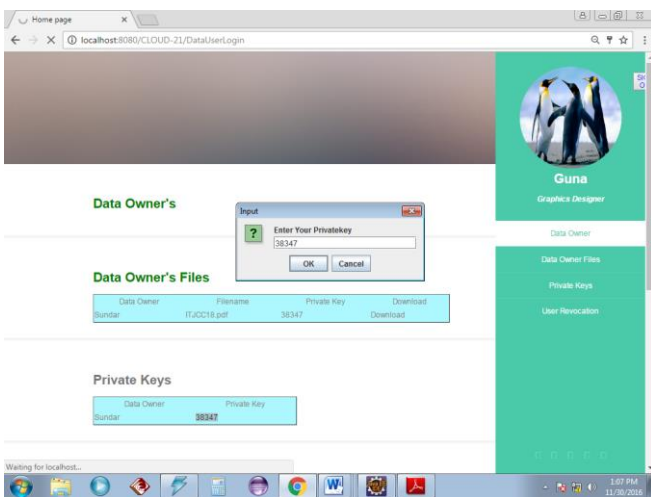 Home page
localhost:8080/CLOUD-21/DataUserLogin
Guna
Graphics Designer
Data Owner
Data Owner Files
Private Keys
User Revocation
Data Owner's
Input
Enter Your Privatekey
38347
OK Cancel
Data Owner's Files
Data Owner Filename Private Key Download
Sundar ITJCC18.pdf 38347 Download
Private Keys
Data Owner Private Key
Sundar 38347
Waiting for localhost...
1:07 PM
11/30/2016